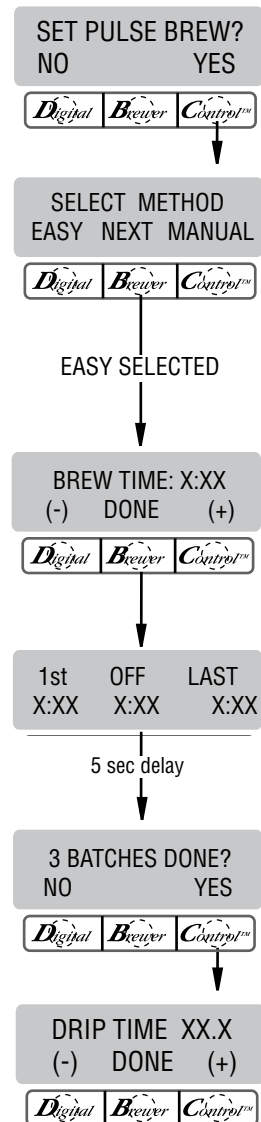 SET PULSE BREW?
NO YES
Digital Brewer Control™
SELECT METHOD
EASY NEXT MANUAL
Digital Brewer Control™
EASY SELECTED
BREW TIME: X:XX
(-) DONE (+)
Digital Brewer Control™
1st OFF LAST
X:XX X:XX X:XX
5 sec delay
3 BATCHES DONE?
NO YES
Digital Brewer Control™
DRIP TIME XX.X
(-) DONE (+)
Digital Brewer Control™